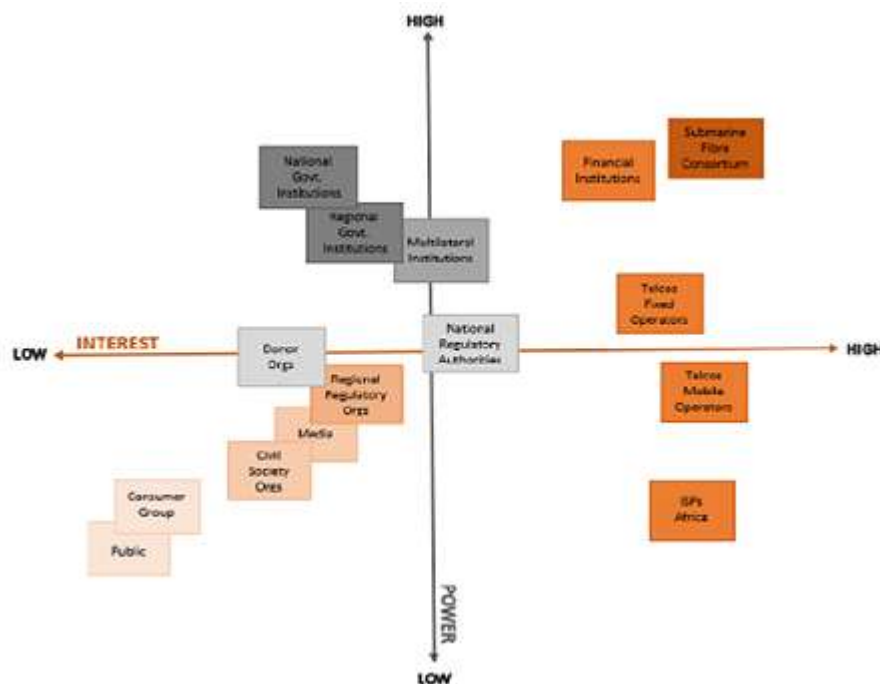 HIGH
Submarine
Fibre
Consortium
National
Govt.
Institutions
Financial
Institutions
Regional
Govt.
Institutions
Multilateral
Institutions
Telcos
Fixed
Operators
National
Regulatory
Authorities
INTEREST
LOW
HIGH
Donor
Orgs
Regional
Regulatory
Orgs
Telcos
Mobile
Operators
Media
Civil
Society
Orgs
Consumer
Group
ISPs
Africa
Public
POWER
LOW